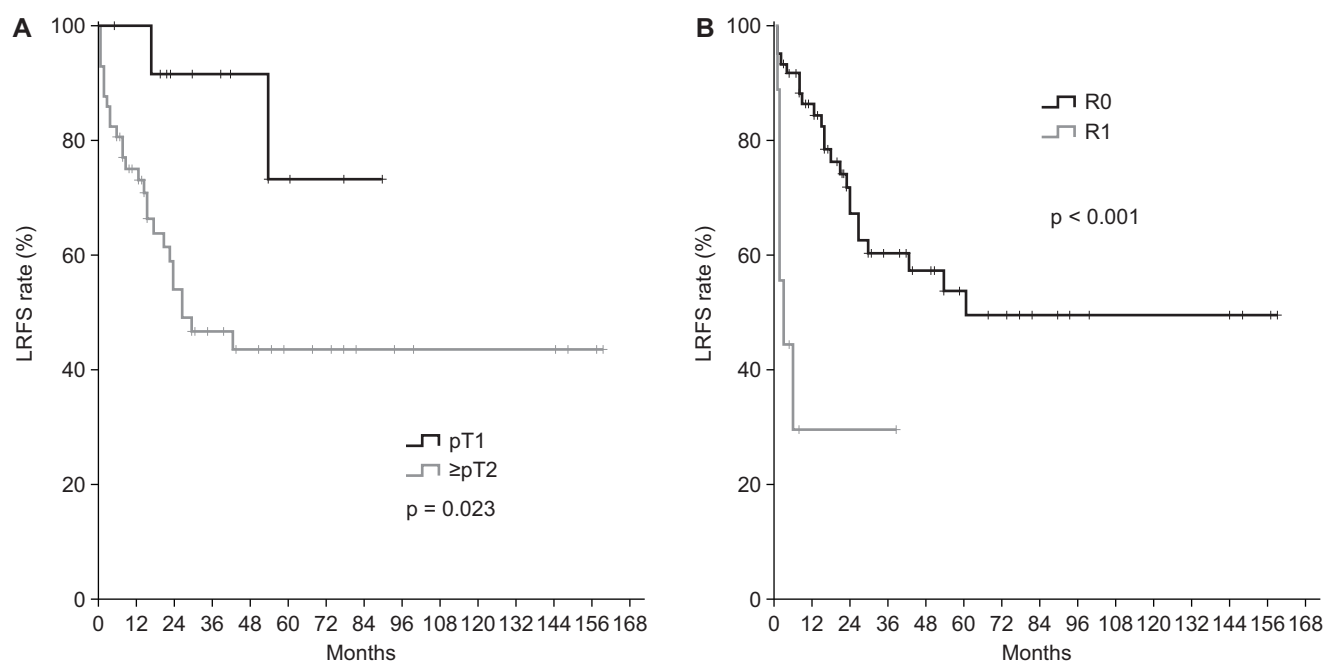 A
LRFS rate (%)
100
80
60
40
20
0
pT1
≥pT2
p = 0.023
0 12 24 36 48 60 72 84 96 108 120 132 144 156 168
Months
B
LRFS rate (%)
100
80
60
40
20
0
R0
R1
p < 0.001
0 12 24 36 48 60 72 84 96 108 120 132 144 156 168
Months